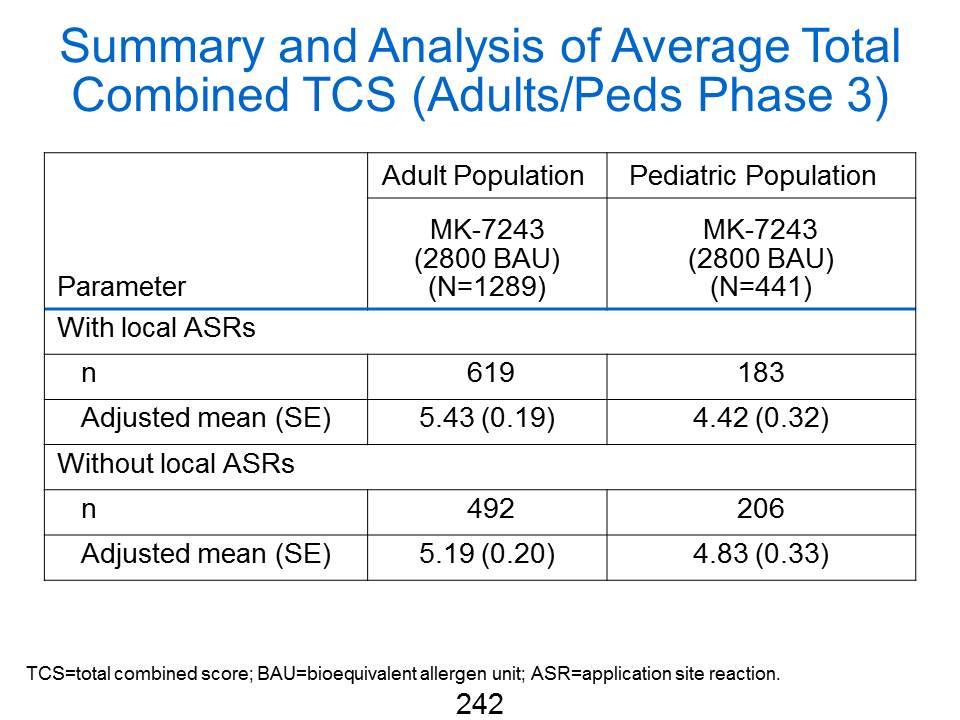 Summary and Analysis of Average Total
Combined TCS (Adults/Peds Phase 3)
Adult Population Pediatric Population
Parameter
MK-7243
(2800 BAU)
(N=1289)
MK-7243
(2800 BAU)
(N=441)
With local ASRs
n 619 183
Adjusted mean (SE) 5.43 (0.19) 4.42 (0.32)
Without local ASRs
n 492 206
Adjusted mean (SE) 5.19 (0.20) 4.83 (0.33)
TCS=total combined score; BAU=bioequivalent allergen unit; ASR=application site reaction.
242